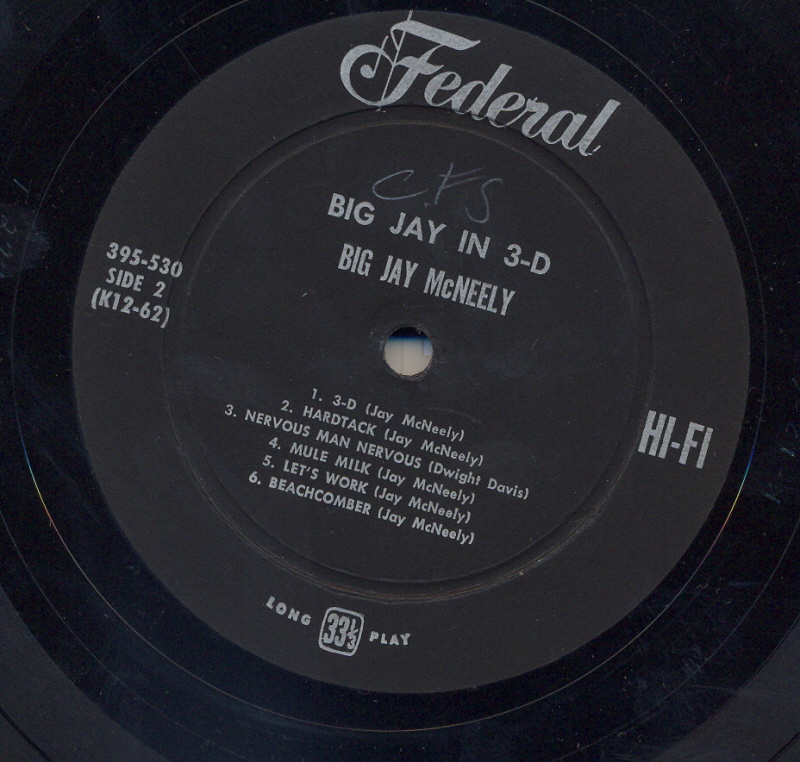 Federal
C.F.S
BIG JAY IN 3-D
BIG JAY McNEELY
395-530
SIDE 2
(K12-62)
1. 3-D (Jay McNeely)
2. HARDTACK (Jay McNeely)
3. NERVOUS MAN NERVOUS (Dwight Davis)
4. MULE MILK (Jay McNeely)
5. LET'S WORK (Jay McNeely)
6. BEACHCOMBER (Jay McNeely)
HI-FI
LONG 33⅓ PLAY